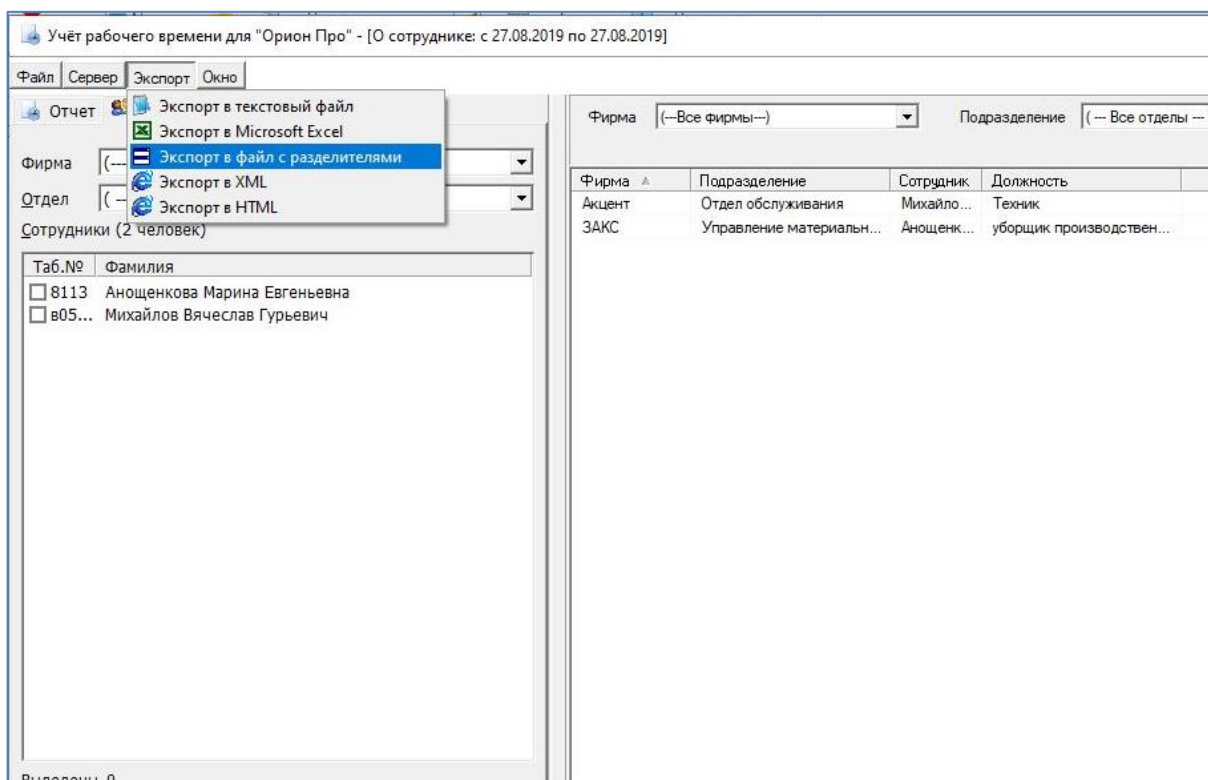 Учёт рабочего времени для "Орион Про" - [О сотруднике: с 27.08.2019 по 27.08.2019]
Файл Сервер Экспорт Окно
Отчет
Экспорт в текстовый файл
Экспорт в Microsoft Excel
Экспорт в файл с разделителями
Экспорт в XML
Экспорт в HTML
Фирма (---
Отдел ( --
Сотрудники (2 человек)
Таб.№ Фамилия
8113 Анощенкова Марина Евгеньевна
в05... Михайлов Вячеслав Гурьевич
Фирма (---Все фирмы---) Подразделение ( --- Все отделы ---
Фирма Подразделение Сотрудник Должность
Акцент Отдел обслуживания Михайло... Техник
ЗАКС Управление материальн... Анощенк... уборщик производствен...